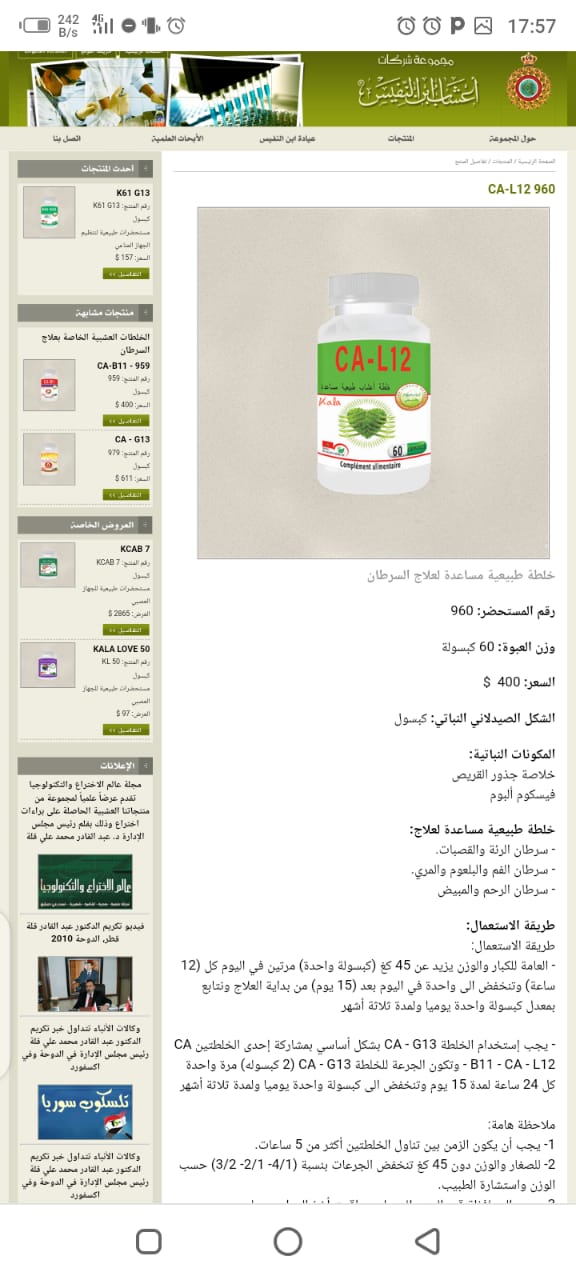 242 B/s
4G
17:57
مجموعة شركات
أعشاب ابن النفيس
حول المجموعة
المنتجات
عيادة ابن النفيس
الأبحاث العلمية
اتصل بنا
الصفحة الرئيسية / المنتجات / تفاصيل المنتج
CA-L12 960
CA-L12
خلطة أعشاب طبيعية مساعدة
Kala
60
Complément alimentaire
خلطة طبيعية مساعدة لعلاج السرطان
رقم المستحضر: 960
وزن العبوة: 60 كبسولة
السعر: 400 $
الشكل الصيدلاني النباتي: كبسول
المكونات النباتية:
خلاصة جذور القريص
فيسكوم ألبوم
خلطة طبيعية مساعدة لعلاج:
- سرطان الرئة والقصبات.
- سرطان الفم والبلعوم والمري.
- سرطان الرحم والمبيض
طريقة الاستعمال:
طريقة الاستعمال:
- العامة للكبار والوزن يزيد عن 45 كغ (كبسولة واحدة) مرتين في اليوم كل (12
ساعة) وتنخفض الى واحدة في اليوم بعد (15 يوم) من بداية العلاج ونتابع
بمعدل كبسولة واحدة يوميا ولمدة ثلاثة أشهر
- يجب إستخدام الخلطة CA - G13 بشكل أساسي بمشاركة إحدى الخلطتين CA
- B11 - CA - L12 وتكون الجرعة للخلطة CA - G13 (2 كبسوله) مرة واحدة
كل 24 ساعة لمدة 15 يوم وتنخفض الى كبسولة واحدة يوميا ولمدة ثلاثة أشهر
ملاحظة هامة:
1- يجب أن يكون الزمن بين تناول الخلطتين أكثر من 5 ساعات.
2- للصغار والوزن دون 45 كغ تنخفض الجرعات بنسبة (4/1- 2/1- 3/2) حسب
الوزن واستشارة الطبيب.
أحدث المنتجات
K61 G13
رقم المنتج: K61 G13
كبسول
مستحضرات طبيعية لتنظيم
الجهاز المناعي
السعر: 157 $
التفاصيل >>
منتجات مشابهة
الخلطات العشبية الخاصة بعلاج
السرطان
CA-B11 - 959
رقم المنتج: 959
كبسول
السعر: 400 $
التفاصيل >>
CA - G13
رقم المنتج: 979
كبسول
السعر: 611 $
التفاصيل >>
العروض الخاصة
KCAB 7
رقم المنتج: KCAB 7
كبسول
مستحضرات طبيعية للجهاز
العصبي
العرض: 2865 $
التفاصيل >>
KALA LOVE 50
رقم المنتج: KL 50
كبسول
مستحضرات طبيعية للجهاز
العصبي
العرض: 97 $
التفاصيل >>
الإعلانات
مجلة عالم الاختراع والتكنولوجيا
تقدم عرضاً علمياً لمجموعة من
منتجاتنا العشبية الحاصلة على براءات
اختراع وذلك بقلم رئيس مجلس
الإدارة د. عبد القادر محمد علي قلة
عالم الاختراع والتكنولوجيا
فيديو تكريم الدكتور عبد القادر قلة
قطر, الدوحة 2010
وكالات الأنباء تتداول خبر تكريم
الدكتور عبد القادر محمد علي قلة
رئيس مجلس الإدارة في الدوحة وفي
اكسفورد
تلسكوب سوريا
وكالات الأنباء تتداول خبر تكريم
الدكتور عبد القادر محمد علي قلة
رئيس مجلس الإدارة في الدوحة وفي
اكسفورد